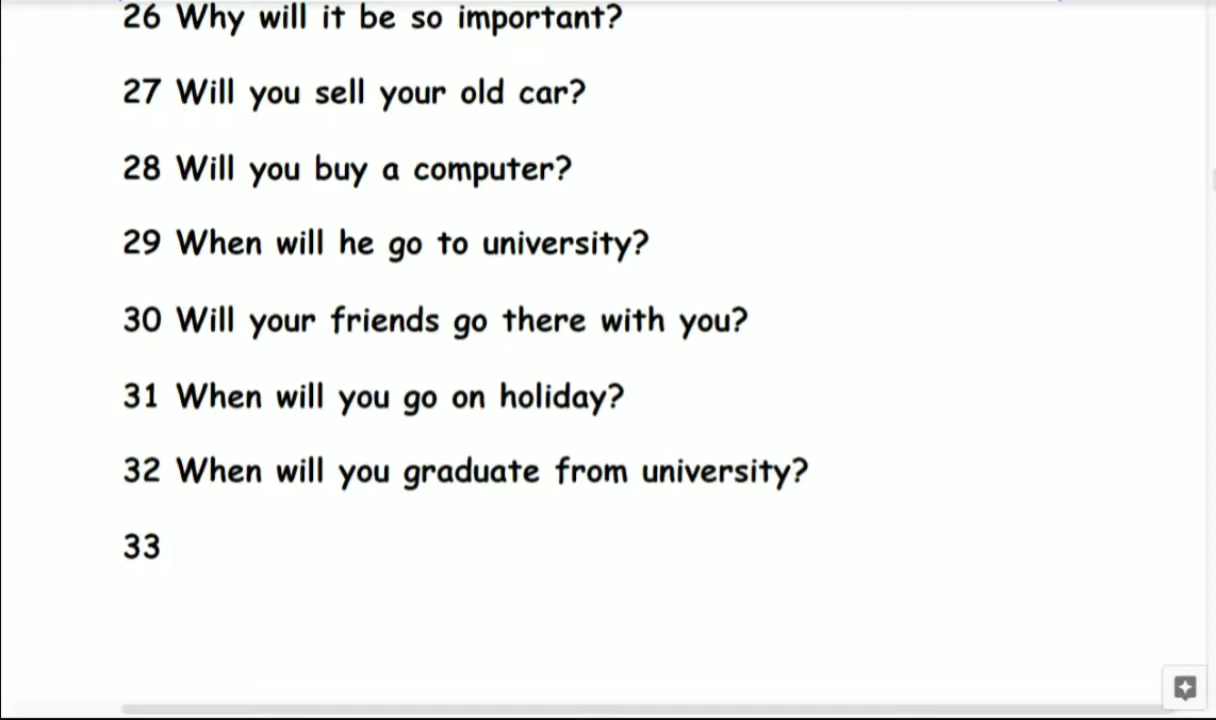 26 Why will it be so important?
27 Will you sell your old car?
28 Will you buy a computer?
29 When will he go to university?
30 Will your friends go there with you?
31 When will you go on holiday?
32 When will you graduate from university?
33